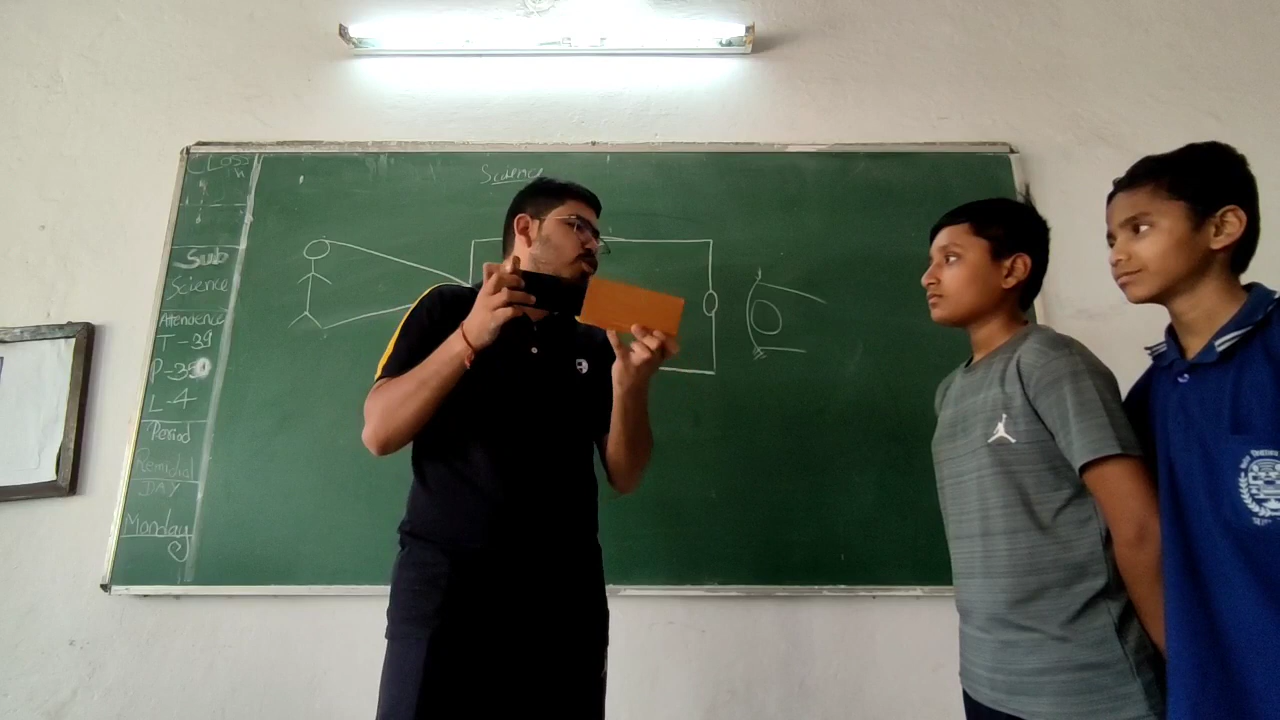 Class
Science
Sub
Science
Attendence
T - 39
P - 35
L - 4
Period
Remidial
DAY
Monday